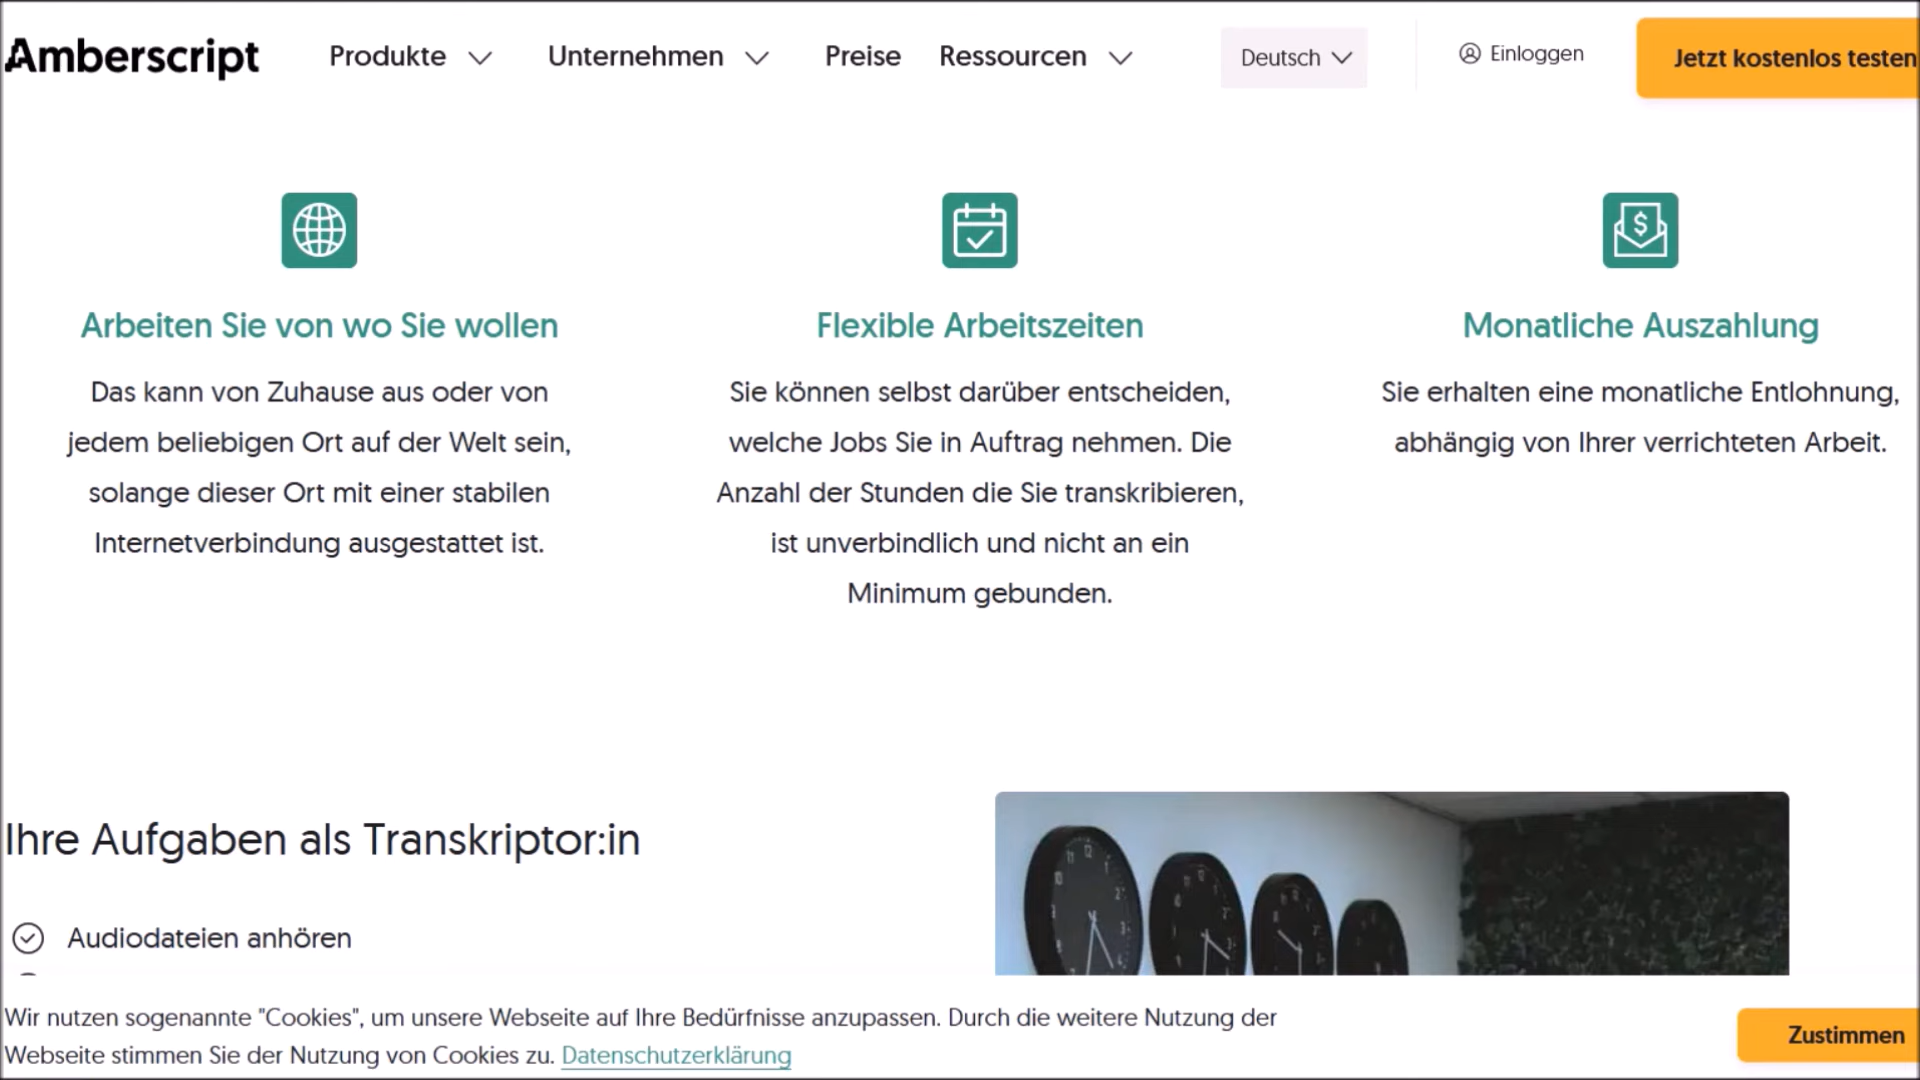 Amberscript
Produkte
Unternehmen
Preise
Ressourcen
Deutsch
Einloggen
Jetzt kostenlos testen
Arbeiten Sie von wo Sie wollen
Das kann von Zuhause aus oder von
jedem beliebigen Ort auf der Welt sein,
solange dieser Ort mit einer stabilen
Internetverbindung ausgestattet ist.
Flexible Arbeitszeiten
Sie können selbst darüber entscheiden,
welche Jobs Sie in Auftrag nehmen. Die
Anzahl der Stunden die Sie transkribieren,
ist unverbindlich und nicht an ein
Minimum gebunden.
Monatliche Auszahlung
Sie erhalten eine monatliche Entlohnung,
abhängig von Ihrer verrichteten Arbeit.
Ihre Aufgaben als Transkriptor:in
Audiodateien anhören
Wir nutzen sogenannte "Cookies", um unsere Webseite auf Ihre Bedürfnisse anzupassen. Durch die weitere Nutzung der
Webseite stimmen Sie der Nutzung von Cookies zu. Datenschutzerklärung
Zustimmen